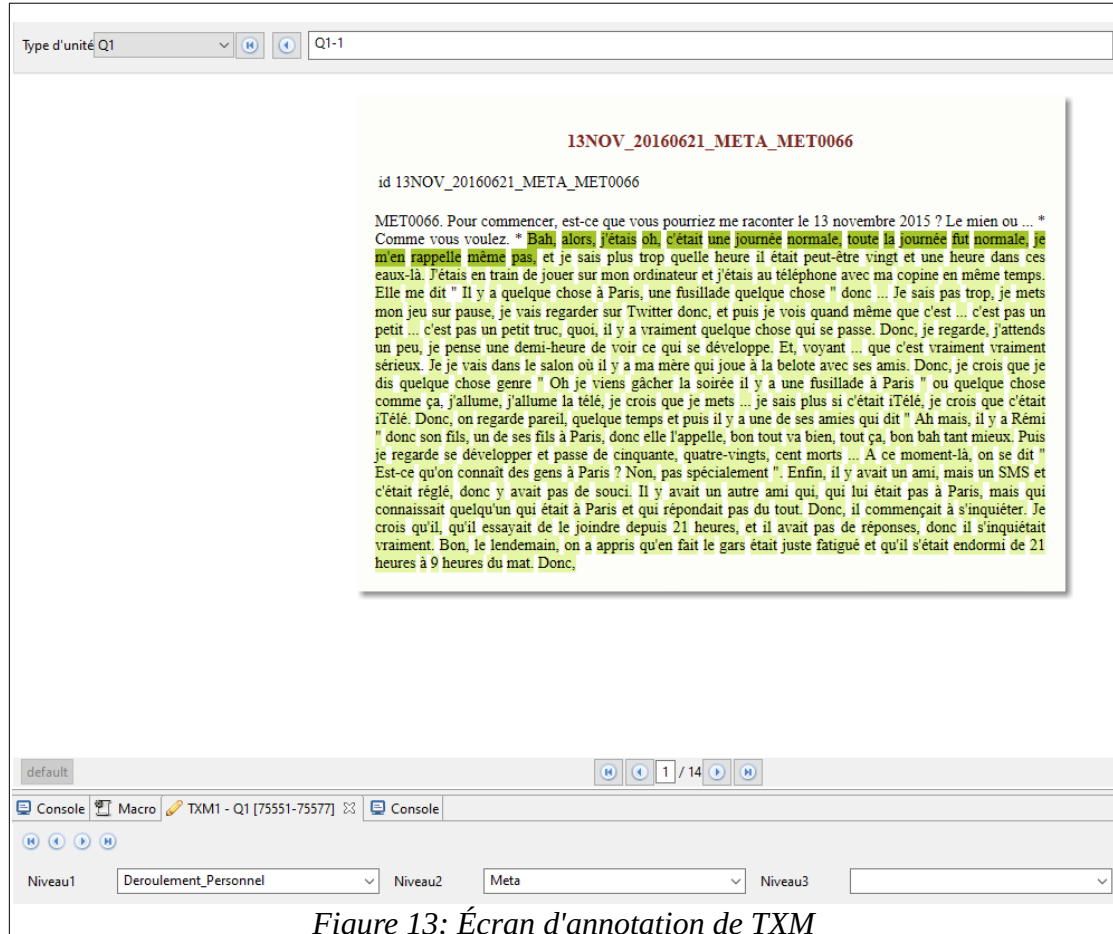 Type d'unité Q1 Q1-1
13NOV_20160621_META_MET0066
id 13NOV_20160621_META_MET0066
MET0066. Pour commencer, est-ce que vous pourriez me raconter le 13 novembre 2015 ? Le mien ou ... *
Comme vous voulez. * Bah, alors, j'étais oh, c'était une journée normale, toute la journée fut normale, je
m'en rappelle même pas, et je sais plus trop quelle heure il était peut-être vingt et une heure dans ces
eaux-là. J'étais en train de jouer sur mon ordinateur et j'étais au téléphone avec ma copine en même temps.
Elle me dit " Il y a quelque chose à Paris, une fusillade quelque chose " donc ... Je sais pas trop, je mets
mon jeu sur pause, je vais regarder sur Twitter donc, et puis je vois quand même que c'est ... c'est pas un
petit ... c'est pas un petit truc, quoi, il y a vraiment quelque chose qui se passe. Donc, je regarde, j'attends
un peu, je pense une demi-heure de voir ce qui se développe. Et, voyant ... que c'est vraiment vraiment
sérieux. Je je vais dans le salon où il y a ma mère qui joue à la belote avec ses amis. Donc, je crois que je
dis quelque chose genre " Oh je viens gâcher la soirée il y a une fusillade à Paris " ou quelque chose
comme ça, j'allume, j'allume la télé, je crois que je mets ... je sais plus si c'était iTélé, je crois que c'était
iTélé. Donc, on regarde pareil, quelque temps et puis il y a une de ses amies qui dit " Ah mais, il y a Rémi
" donc son fils, un de ses fils à Paris, donc elle l'appelle, bon tout va bien, tout ça, bon bah tant mieux. Puis
je regarde se développer et passe de cinquante, quatre-vingts, cent morts ... A ce moment-là, on se dit "
Est-ce qu'on connaît des gens à Paris ? Non, pas spécialement ". Enfin, il y avait un ami, mais un SMS et
c'était réglé, donc y avait pas de souci. Il y avait un autre ami qui, qui lui était pas à Paris, mais qui
connaissait quelqu'un qui était à Paris et qui répondait pas du tout. Donc, il commençait à s'inquiéter. Je
crois qu'il, qu'il essayait de le joindre depuis 21 heures, et il avait pas de réponses, donc il s'inquiétait
vraiment. Bon, le lendemain, on a appris qu'en fait le gars était juste fatigué et qu'il s'était endormi de 21
heures à 9 heures du mat. Donc,
default 1 / 14
Console Macro TXM1 - Q1 [75551-75577] Console
Niveau1 Deroulement_Personnel Niveau2 Meta Niveau3
Figure 13: Écran d'annotation de TXM